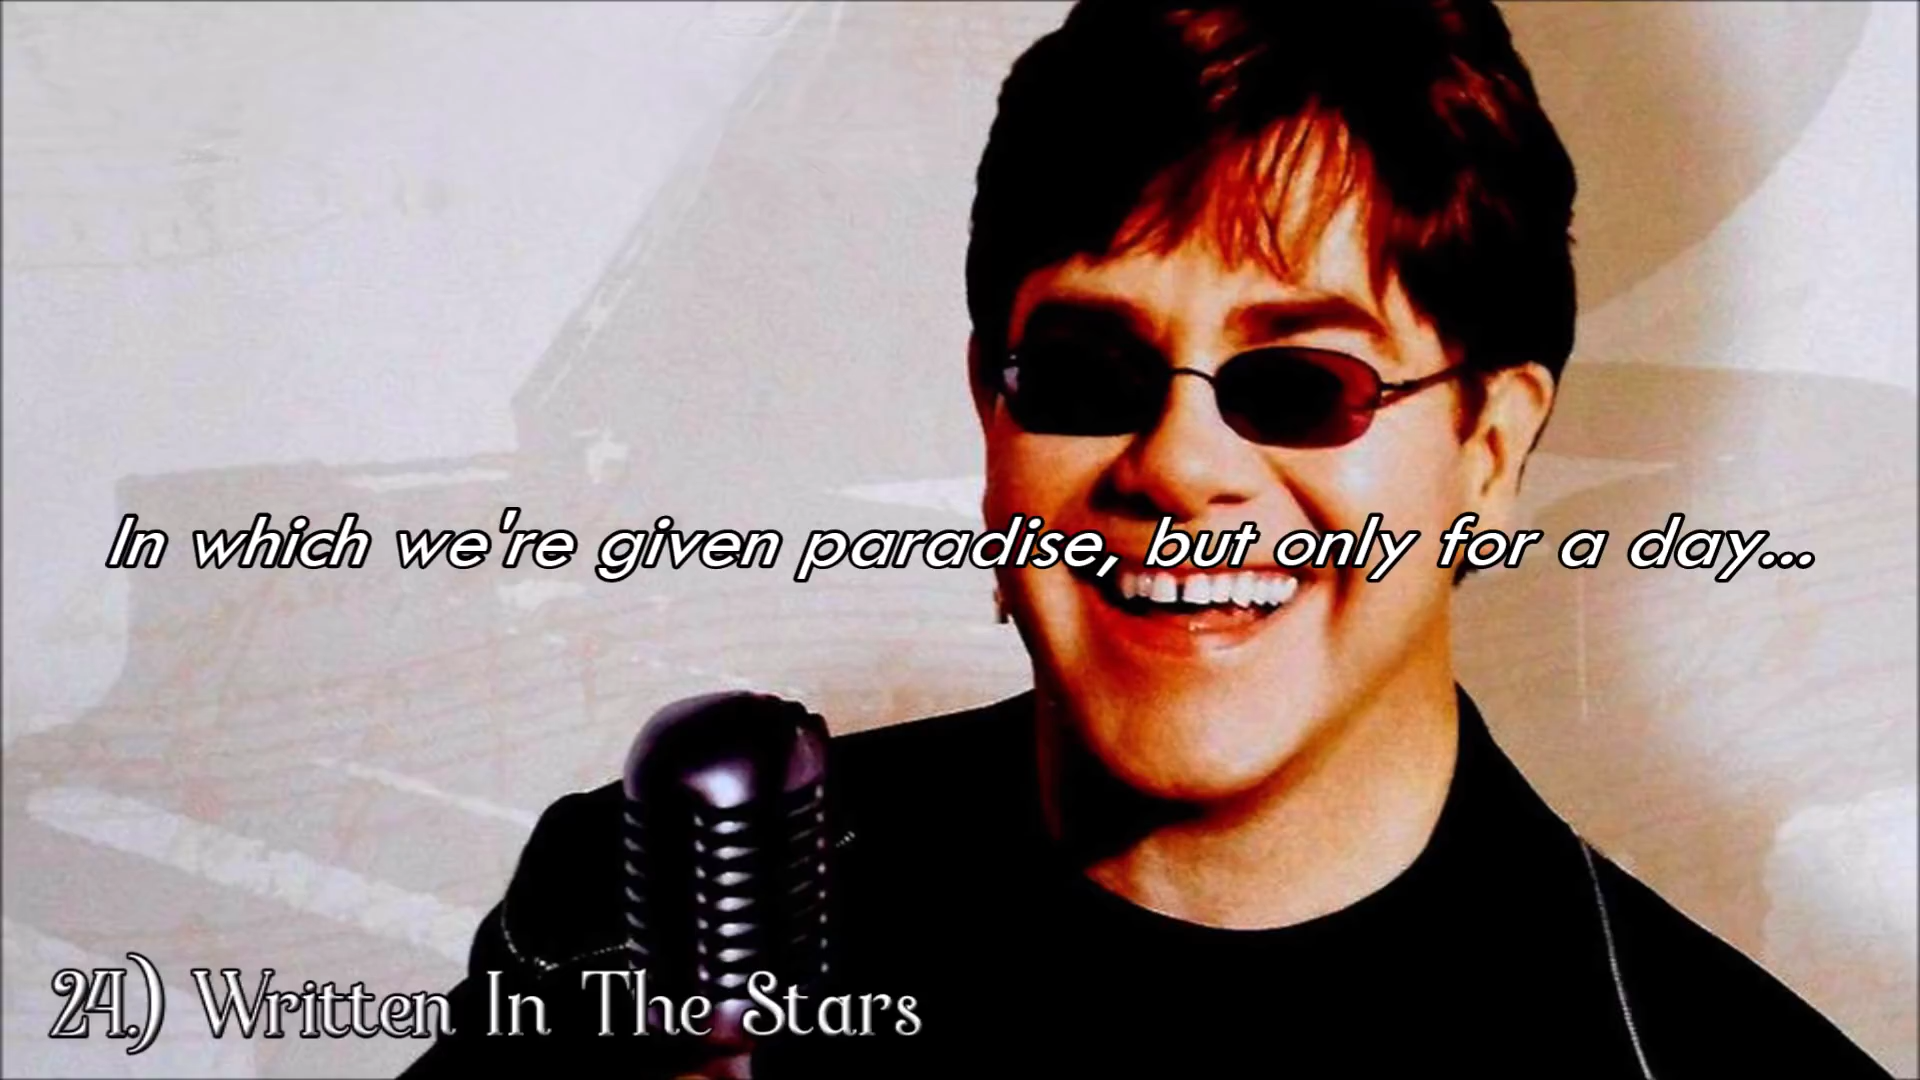 In which we're given paradise, but only for a day...
24.) Written In The Stars